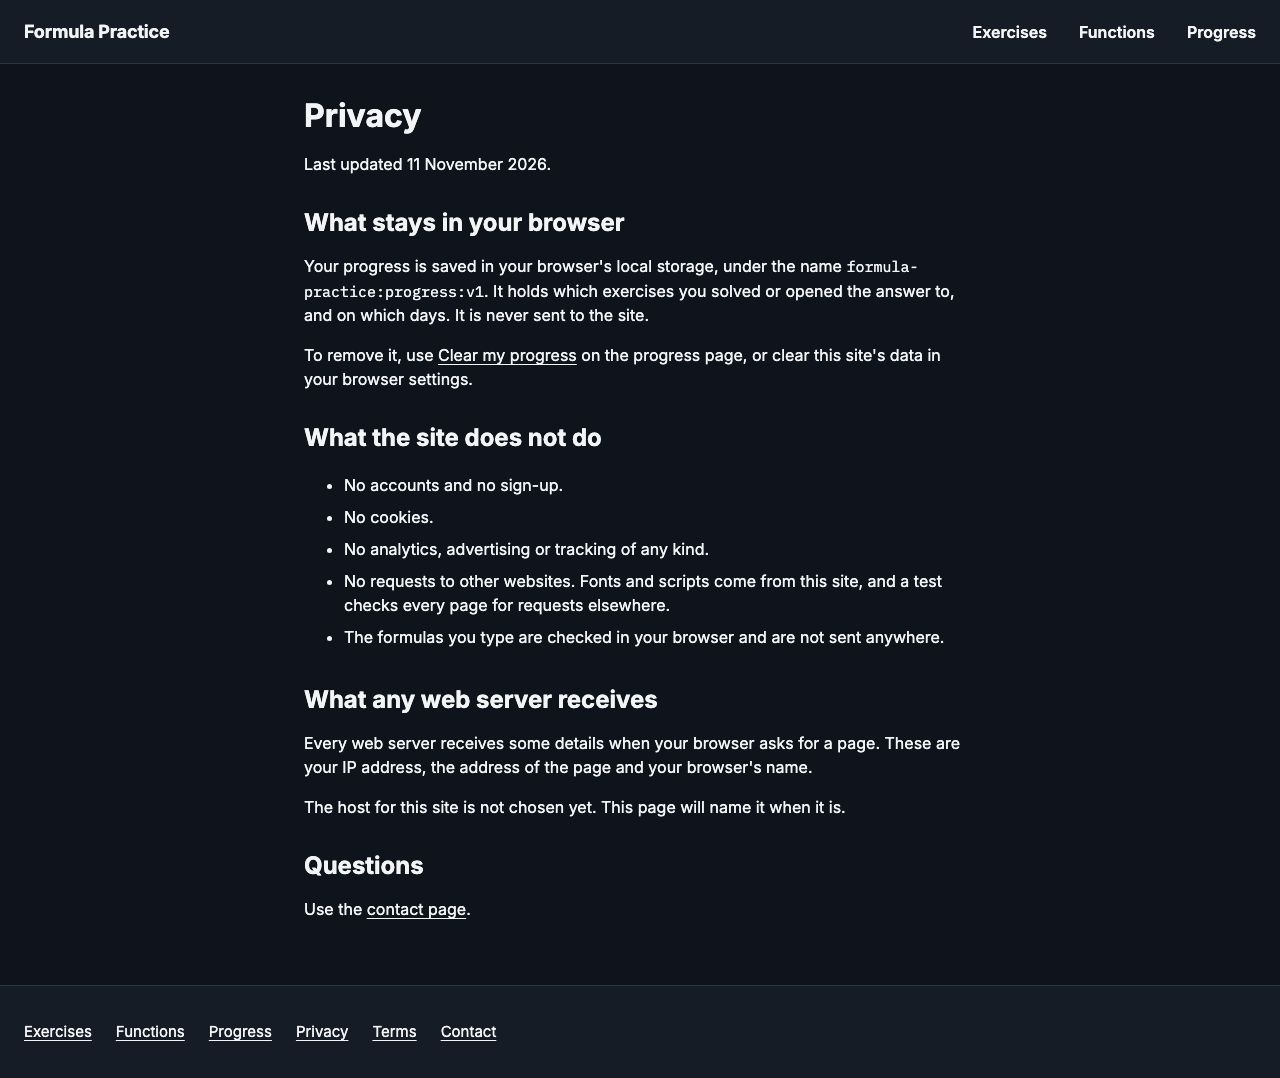 Formula Practice
Exercises Functions Progress
Privacy
Last updated 11 November 2026.
What stays in your browser
Your progress is saved in your browser's local storage, under the name formula-
practice:progress:v1. It holds which exercises you solved or opened the answer to,
and on which days. It is never sent to the site.
To remove it, use Clear my progress on the progress page, or clear this site's data in
your browser settings.
What the site does not do
• No accounts and no sign-up.
• No cookies.
• No analytics, advertising or tracking of any kind.
• No requests to other websites. Fonts and scripts come from this site, and a test
checks every page for requests elsewhere.
• The formulas you type are checked in your browser and are not sent anywhere.
What any web server receives
Every web server receives some details when your browser asks for a page. These are
your IP address, the address of the page and your browser's name.
The host for this site is not chosen yet. This page will name it when it is.
Questions
Use the contact page.
Exercises Functions Progress Privacy Terms Contact